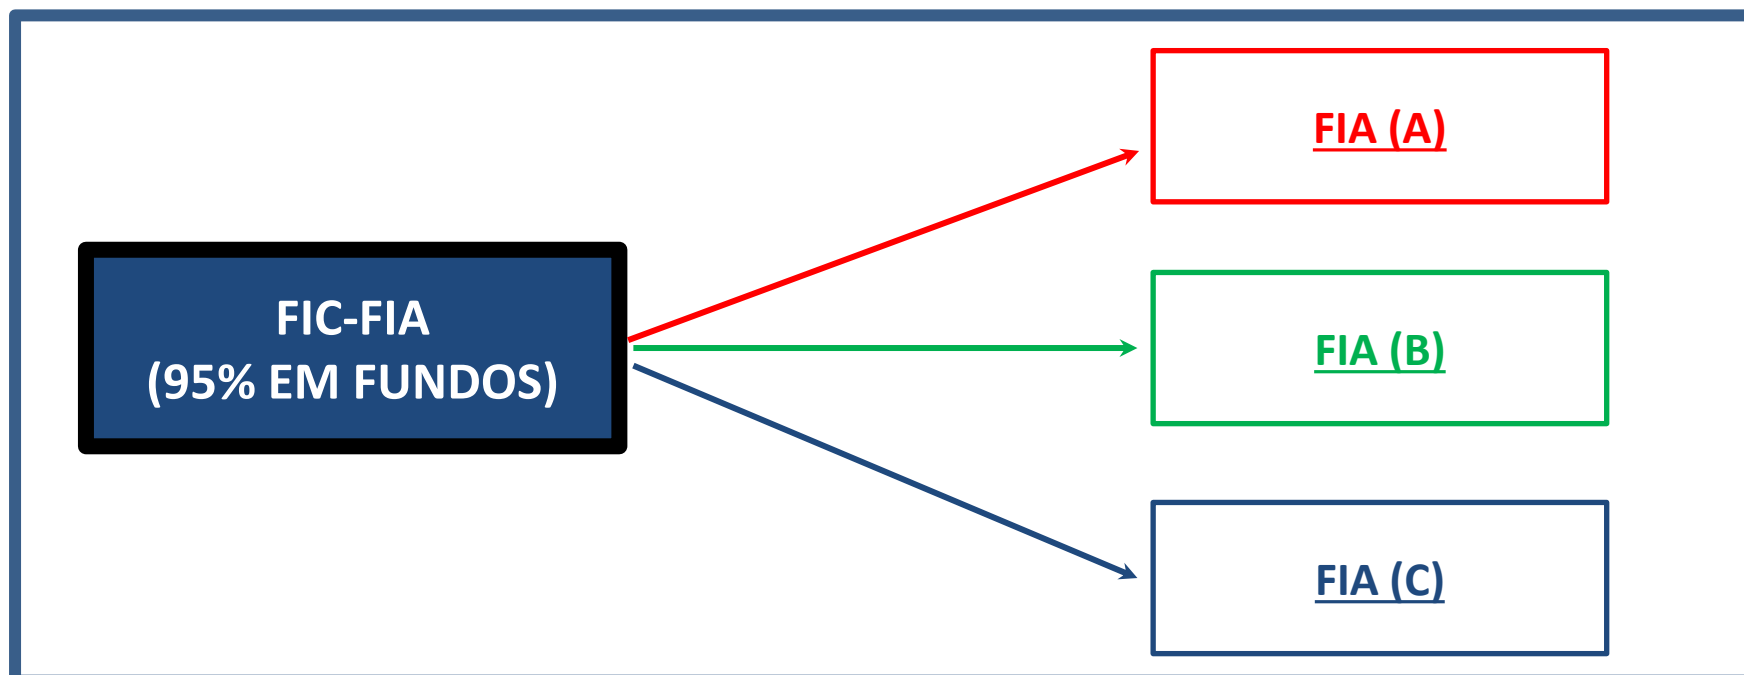 FIC-FIA
(95% EM FUNDOS)
FIA (A)
FIA (B)
FIA (C)